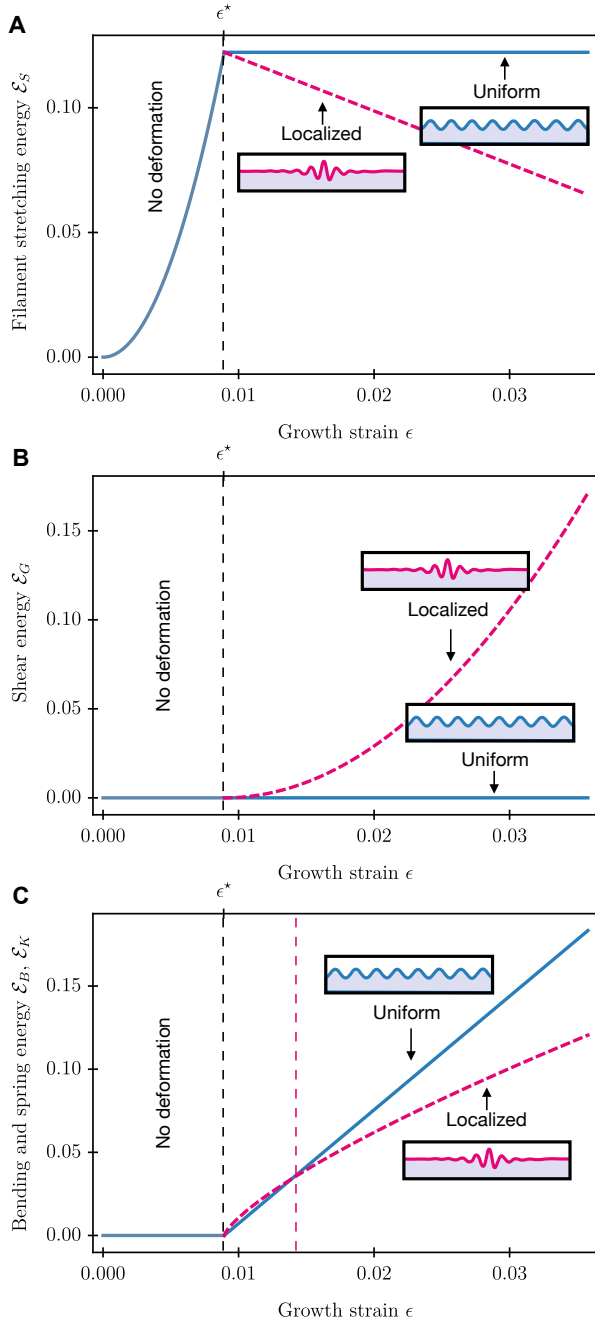 A
ϵ⋆
Filament stretching energy ℰ_S
0.10
0.05
0.00
No deformation
Uniform
Localized
0.000
0.01
0.02
0.03
Growth strain ϵ
B
ϵ⋆
Shear energy ℰ_G
0.15
0.10
0.05
0.00
No deformation
Localized
Uniform
0.000
0.01
0.02
0.03
Growth strain ϵ
C
ϵ⋆
Bending and spring energy ℰ_B, ℰ_K
0.15
0.10
0.05
0.00
No deformation
Uniform
Localized
0.000
0.01
0.02
0.03
Growth strain ϵ